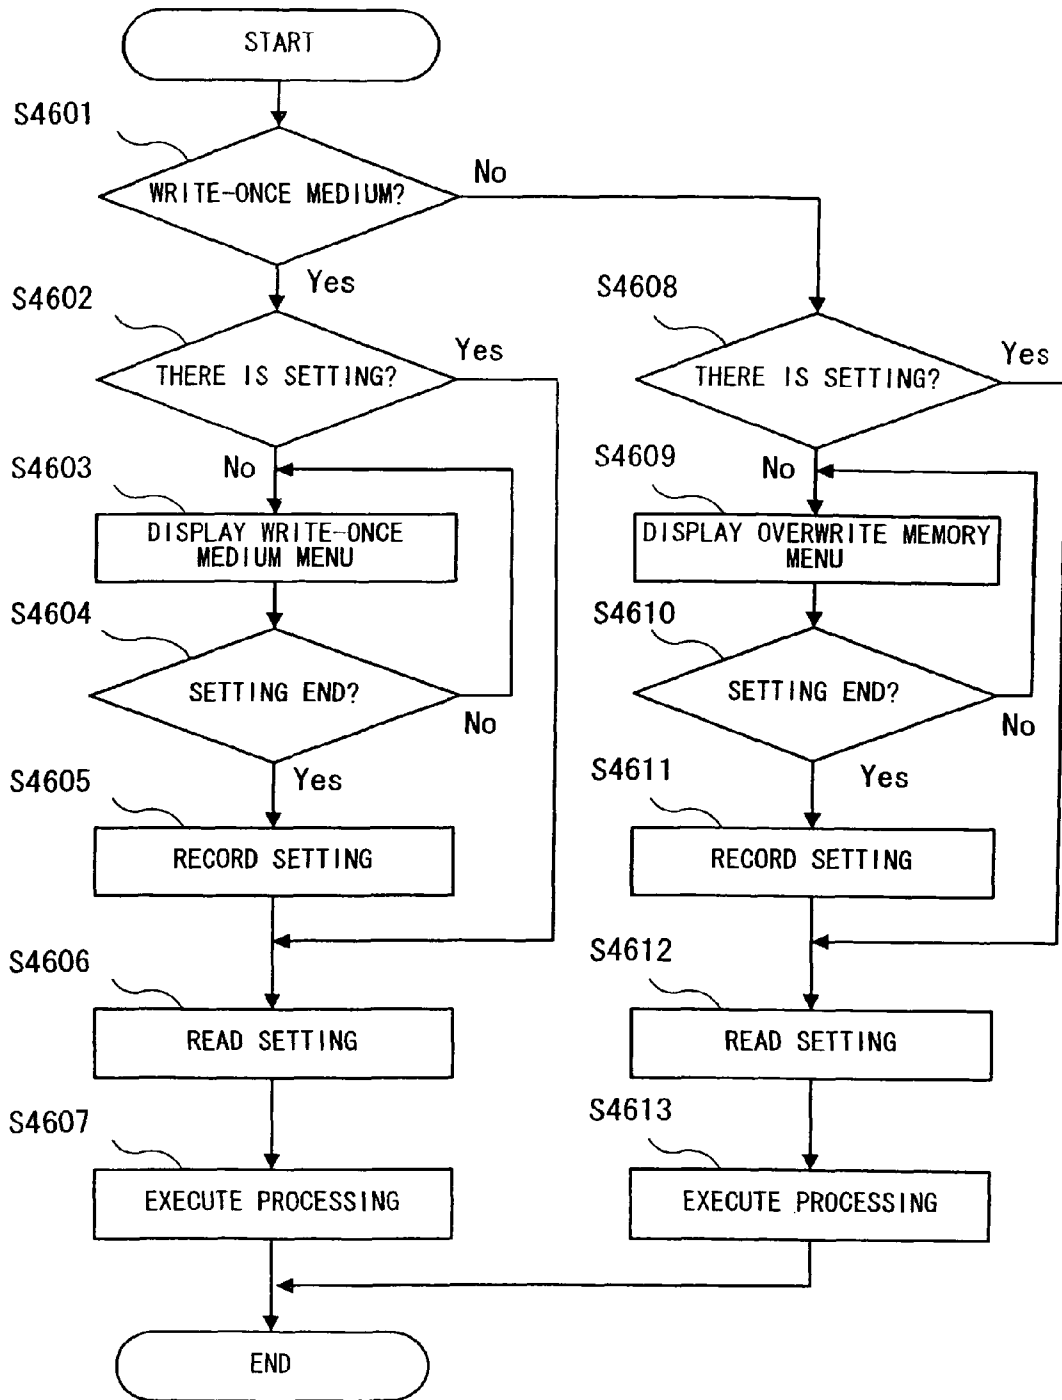 START
S4601
WRITE-ONCE MEDIUM?
No
Yes
S4602
THERE IS SETTING?
Yes
No
S4603
DISPLAY WRITE-ONCE
MEDIUM MENU
S4604
SETTING END?
No
Yes
S4605
RECORD SETTING
S4606
READ SETTING
S4607
EXECUTE PROCESSING
S4608
THERE IS SETTING?
Yes
No
S4609
DISPLAY OVERWRITE MEMORY
MENU
S4610
SETTING END?
No
Yes
S4611
RECORD SETTING
S4612
READ SETTING
S4613
EXECUTE PROCESSING
END